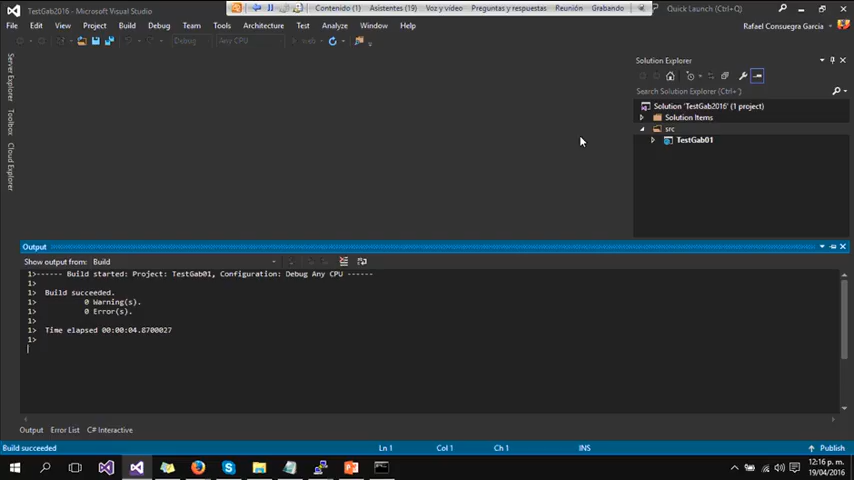 TestGab2016 - Microsoft Visual Studio
Contenido (1)
Asistentes (19)
Voz y vídeo
Preguntas y respuestas
Reunión
Grabando
Quick Launch (Ctrl+Q)
File Edit View Project Build Debug Team Tools Architecture Test Analyze Window Help
Rafael Consuegra Garcia
Debug Any CPU web
Server Explorer
Toolbox
Cloud Explorer
Solution Explorer
Search Solution Explorer (Ctrl+')
Solution 'TestGab2016' (1 project)
Solution Items
src
TestGab01
Output
Show output from: Build
1>------ Build started: Project: TestGab01, Configuration: Debug Any CPU ------
1>
1> Build succeeded.
1> 0 Warning(s).
1> 0 Error(s).
1>
1> Time elapsed 00:00:04.8700027
1>
Output Error List C# Interactive
Build succeeded
Ln 1 Col 1 Ch 1 INS
Publish
12:16 p. m.
19/04/2016